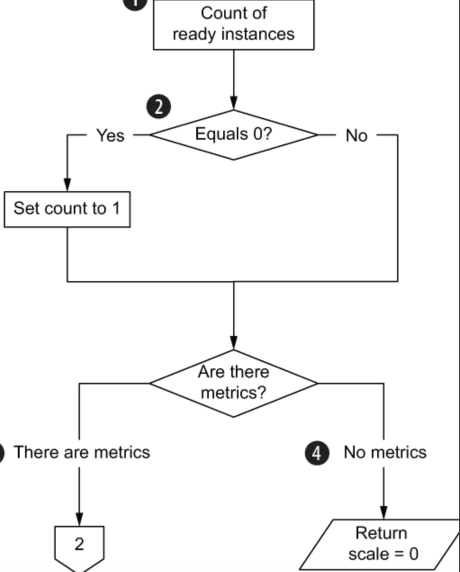 1
Count of
ready instances
2
Equals 0?
Yes
No
Set count to 1
Are there
metrics?
There are metrics
4
No metrics
2
Return
scale = 0